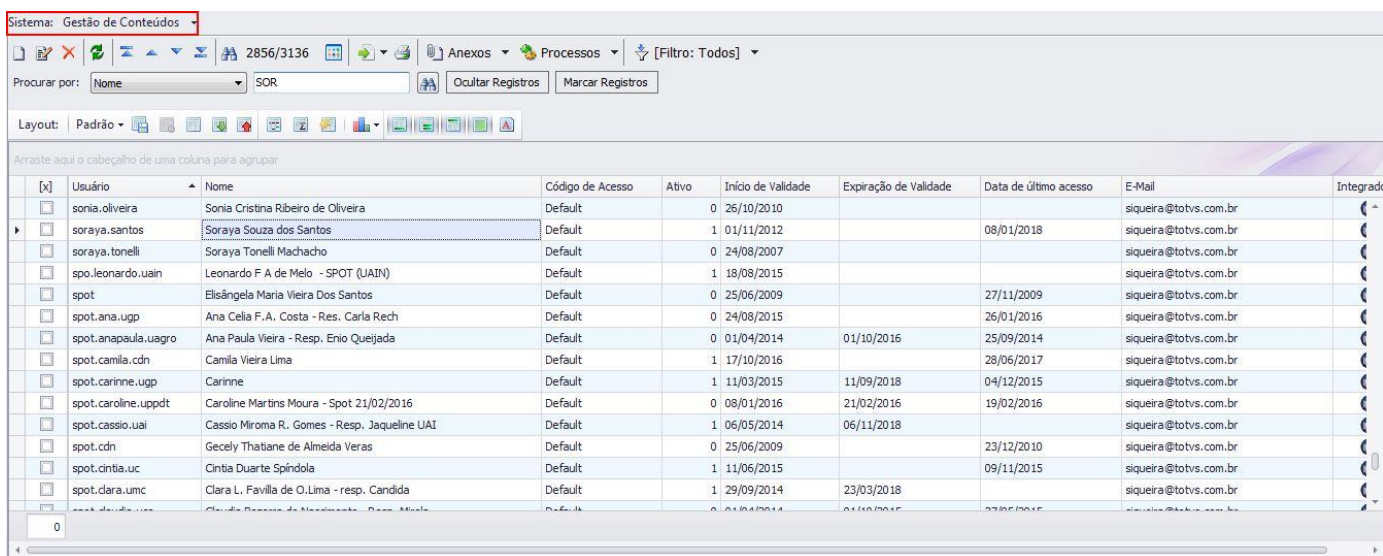 Sistema: Gestão de Conteúdos
2856/3136 Anexos Processos [Filtro: Todos]
Procurar por: Nome SOR Ocultar Registros Marcar Registros
Layout: Padrão
Arraste aqui o cabeçalho de uma coluna para agrupar
[x] Usuário Nome Código de Acesso Ativo Início de Validade Expiração de Validade Data de último acesso E-Mail
sonia.oliveira Sonia Cristina Ribeiro de Oliveira Default 0 26/10/2010 siqueira@totvs.com.br
soraya.santos Soraya Souza dos Santos Default 1 01/11/2012 08/01/2018 siqueira@totvs.com.br
soraya.tonelli Soraya Tonelli Machacho Default 0 24/08/2007 siqueira@totvs.com.br
spo.leonardo.uain Leonardo F A de Melo - SPOT (UAIN) Default 1 18/08/2015 siqueira@totvs.com.br
spot Elisângela Maria Vieira Dos Santos Default 0 25/06/2009 27/11/2009 siqueira@totvs.com.br
spot.ana.ugp Ana Celia F.A. Costa - Res. Carla Rech Default 0 24/08/2015 26/01/2016 siqueira@totvs.com.br
spot.anapaula.uagro Ana Paula Vieira - Resp. Enio Queijada Default 0 01/04/2014 01/10/2016 25/09/2014 siqueira@totvs.com.br
spot.camila.cdn Camila Vieira Lima Default 1 17/10/2016 28/06/2017 siqueira@totvs.com.br
spot.carinne.ugp Carinne Default 1 11/03/2015 11/09/2018 04/12/2015 siqueira@totvs.com.br
spot.caroline.uppdt Caroline Martins Moura - Spot 21/02/2016 Default 0 08/01/2016 21/02/2016 19/02/2016 siqueira@totvs.com.br
spot.cassio.uai Cassio Miroma R. Gomes - Resp. Jaqueline UAI Default 1 06/05/2014 06/11/2018 siqueira@totvs.com.br
spot.cdn Gecely Thatiane de Almeida Veras Default 0 25/06/2009 23/12/2010 siqueira@totvs.com.br
spot.cintia.uc Cintia Duarte Spíndola Default 1 11/06/2015 09/11/2015 siqueira@totvs.com.br
spot.clara.umc Clara L. Favilla de O.Lima - resp. Candida Default 1 29/09/2014 23/03/2018 siqueira@totvs.com.br
0